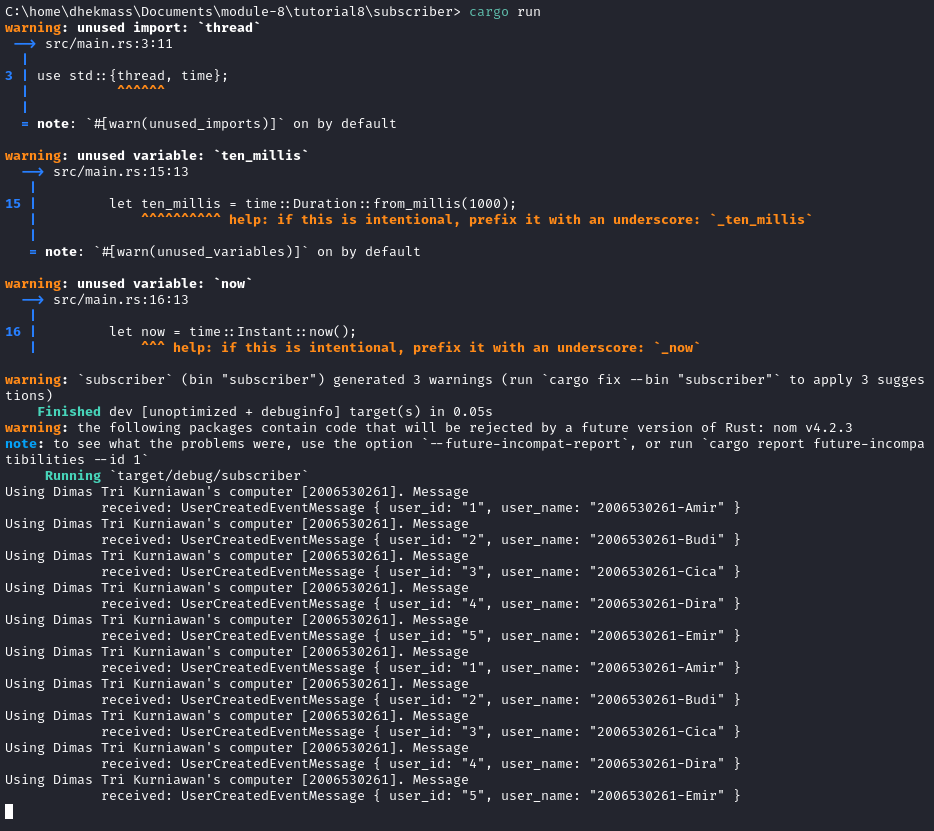 C:\home\dhekmass\Documents\module-8\tutorial8\subscriber> cargo run
warning: unused import: `thread`
 --> src/main.rs:3:11
  |
3 | use std::{thread, time};
  |           ^^^^^^
  |
  = note: `#[warn(unused_imports)]` on by default

warning: unused variable: `ten_millis`
  --> src/main.rs:15:13
   |
15 |         let ten_millis = time::Duration::from_millis(1000);
   |             ^^^^^^^^^^ help: if this is intentional, prefix it with an underscore: `_ten_millis`
   |
   = note: `#[warn(unused_variables)]` on by default

warning: unused variable: `now`
  --> src/main.rs:16:13
   |
16 |         let now = time::Instant::now();
   |             ^^^ help: if this is intentional, prefix it with an underscore: `_now`

warning: `subscriber` (bin "subscriber") generated 3 warnings (run `cargo fix --bin "subscriber"` to apply 3 sugges
tions)
    Finished dev [unoptimized + debuginfo] target(s) in 0.05s
warning: the following packages contain code that will be rejected by a future version of Rust: nom v4.2.3
note: to see what the problems were, use the option `--future-incompat-report`, or run `cargo report future-incompa
tibilities --id 1`
     Running `target/debug/subscriber`
Using Dimas Tri Kurniawan's computer [2006530261]. Message
            received: UserCreatedEventMessage { user_id: "1", user_name: "2006530261-Amir" }
Using Dimas Tri Kurniawan's computer [2006530261]. Message
            received: UserCreatedEventMessage { user_id: "2", user_name: "2006530261-Budi" }
Using Dimas Tri Kurniawan's computer [2006530261]. Message
            received: UserCreatedEventMessage { user_id: "3", user_name: "2006530261-Cica" }
Using Dimas Tri Kurniawan's computer [2006530261]. Message
            received: UserCreatedEventMessage { user_id: "4", user_name: "2006530261-Dira" }
Using Dimas Tri Kurniawan's computer [2006530261]. Message
            received: UserCreatedEventMessage { user_id: "5", user_name: "2006530261-Emir" }
Using Dimas Tri Kurniawan's computer [2006530261]. Message
            received: UserCreatedEventMessage { user_id: "1", user_name: "2006530261-Amir" }
Using Dimas Tri Kurniawan's computer [2006530261]. Message
            received: UserCreatedEventMessage { user_id: "2", user_name: "2006530261-Budi" }
Using Dimas Tri Kurniawan's computer [2006530261]. Message
            received: UserCreatedEventMessage { user_id: "3", user_name: "2006530261-Cica" }
Using Dimas Tri Kurniawan's computer [2006530261]. Message
            received: UserCreatedEventMessage { user_id: "4", user_name: "2006530261-Dira" }
Using Dimas Tri Kurniawan's computer [2006530261]. Message
            received: UserCreatedEventMessage { user_id: "5", user_name: "2006530261-Emir" }